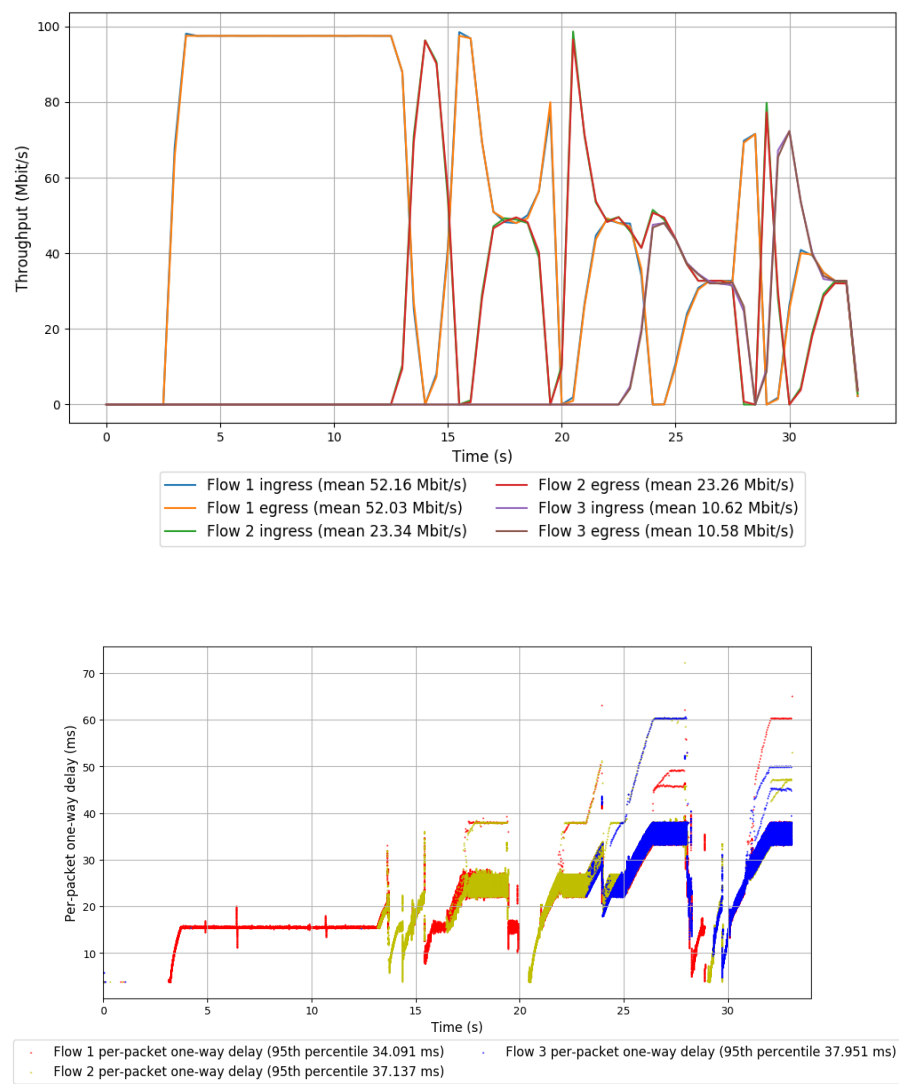 100
80
60
40
20
0
Throughput (Mbit/s)
0 5 10 15 20 25 30
Time (s)
Flow 1 ingress (mean 52.16 Mbit/s) Flow 2 egress (mean 23.26 Mbit/s)
Flow 1 egress (mean 52.03 Mbit/s) Flow 3 ingress (mean 10.62 Mbit/s)
Flow 2 ingress (mean 23.34 Mbit/s) Flow 3 egress (mean 10.58 Mbit/s)
70
60
50
40
30
20
10
Per-packet one-way delay (ms)
0 5 10 15 20 25 30
Time (s)
Flow 1 per-packet one-way delay (95th percentile 34.091 ms) Flow 3 per-packet one-way delay (95th percentile 37.951 ms)
Flow 2 per-packet one-way delay (95th percentile 37.137 ms)